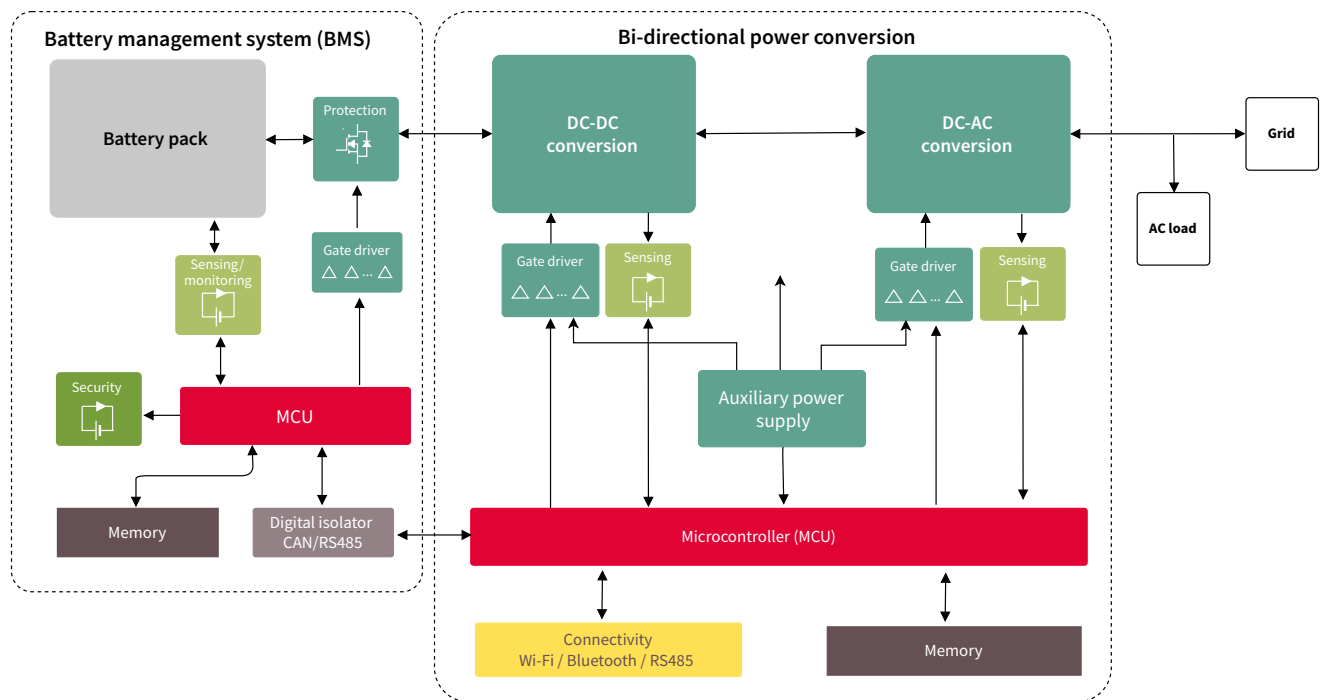 Battery management system (BMS)
Bi-directional power conversion
Battery pack
Protection
DC-DC
conversion
DC-AC
conversion
Grid
AC load
Gate driver
...
Sensing/
monitoring
Gate driver
...
Sensing
Gate driver
...
Sensing
Security
MCU
Auxiliary power
supply
Memory
Digital isolator
CAN/RS485
Microcontroller (MCU)
Connectivity
Wi-Fi / Bluetooth / RS485
Memory